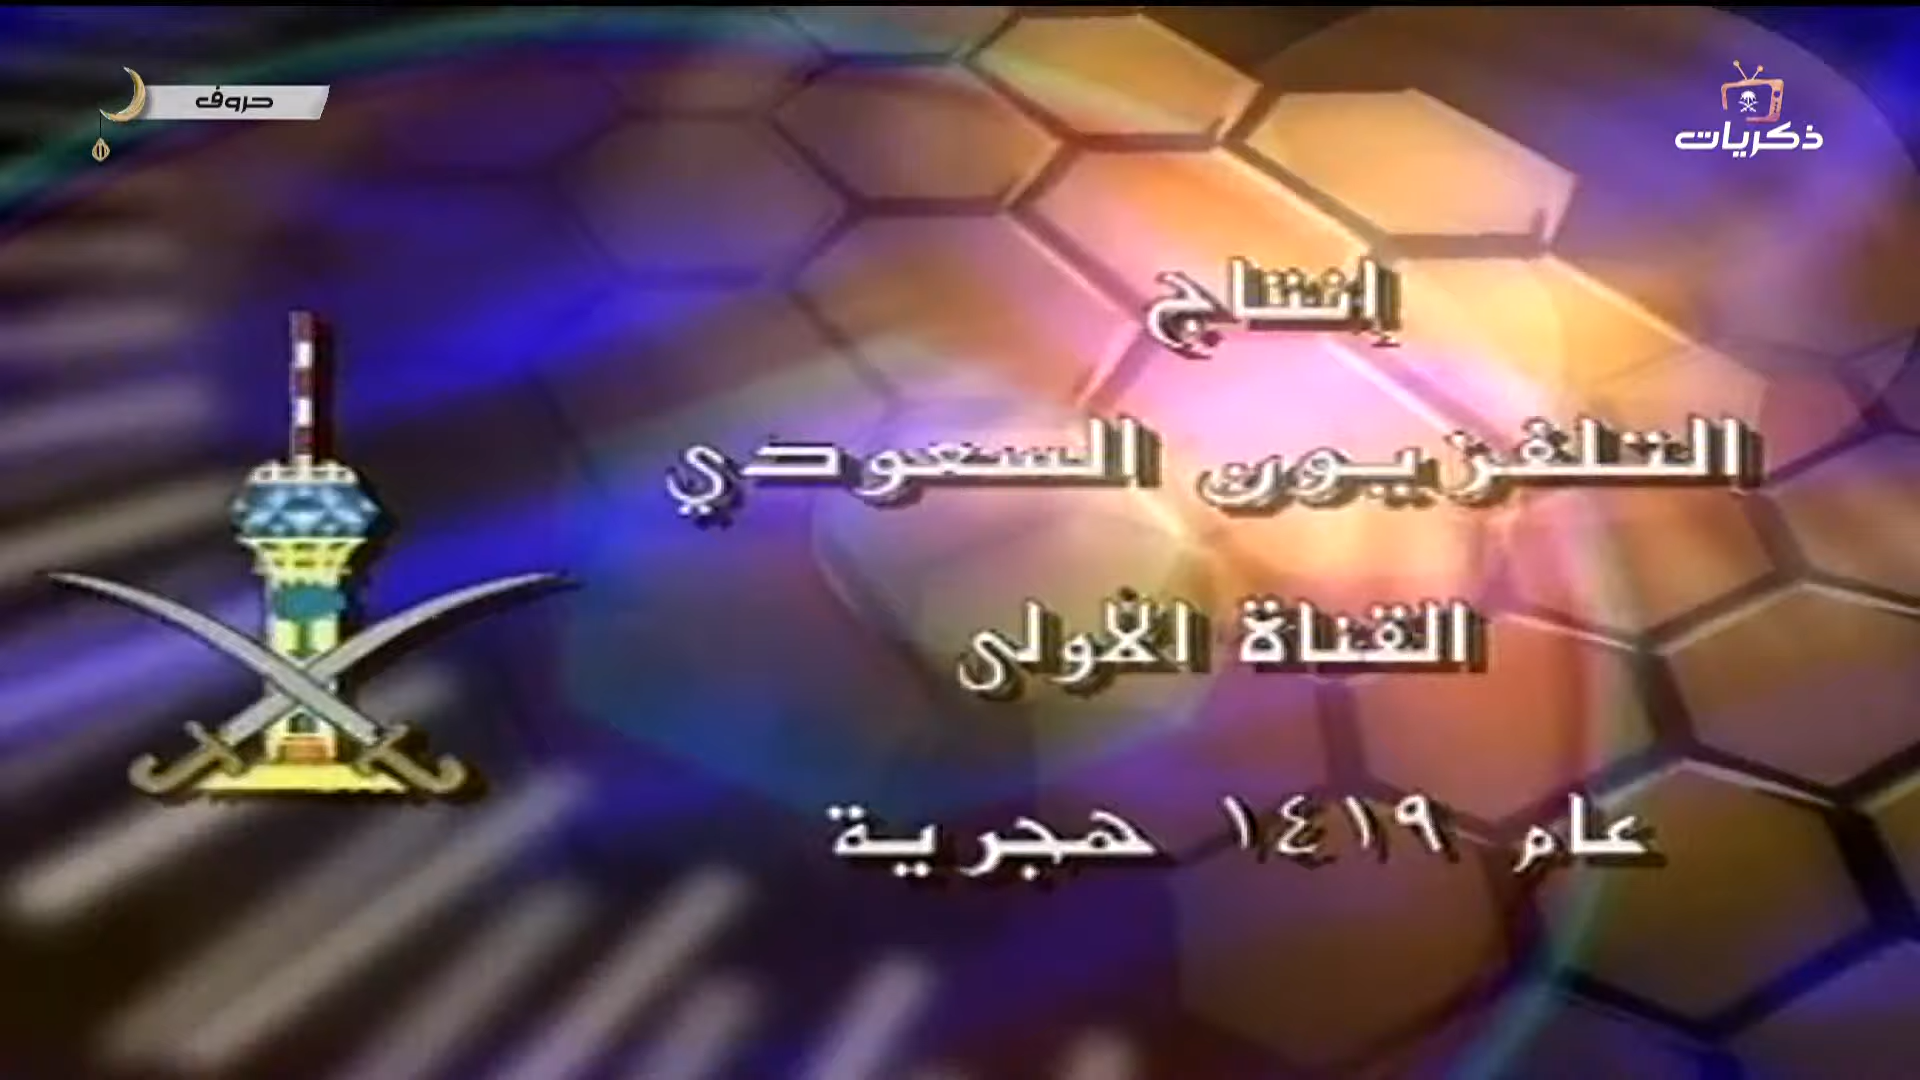 حروف
ذكريات
إنتاج
التلفزيون السعودي
القناة الأولى
عام ١٤١٩ هجرية